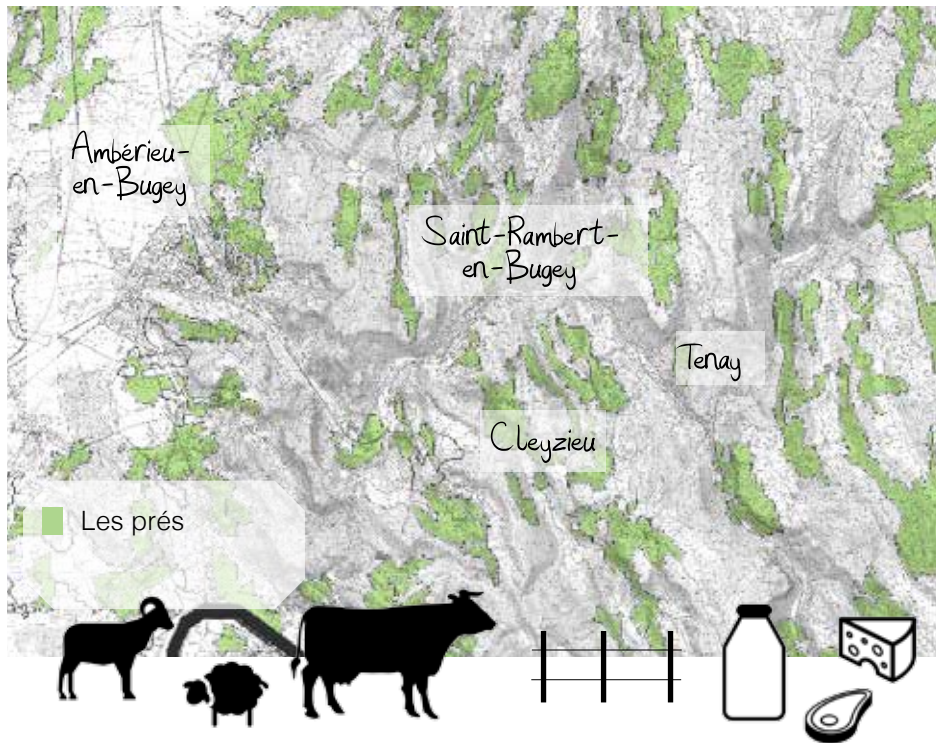 Ambérieu-
en-Bugey
Saint-Rambert-
en-Bugey
Tenay
Cleyzieu
Les prés